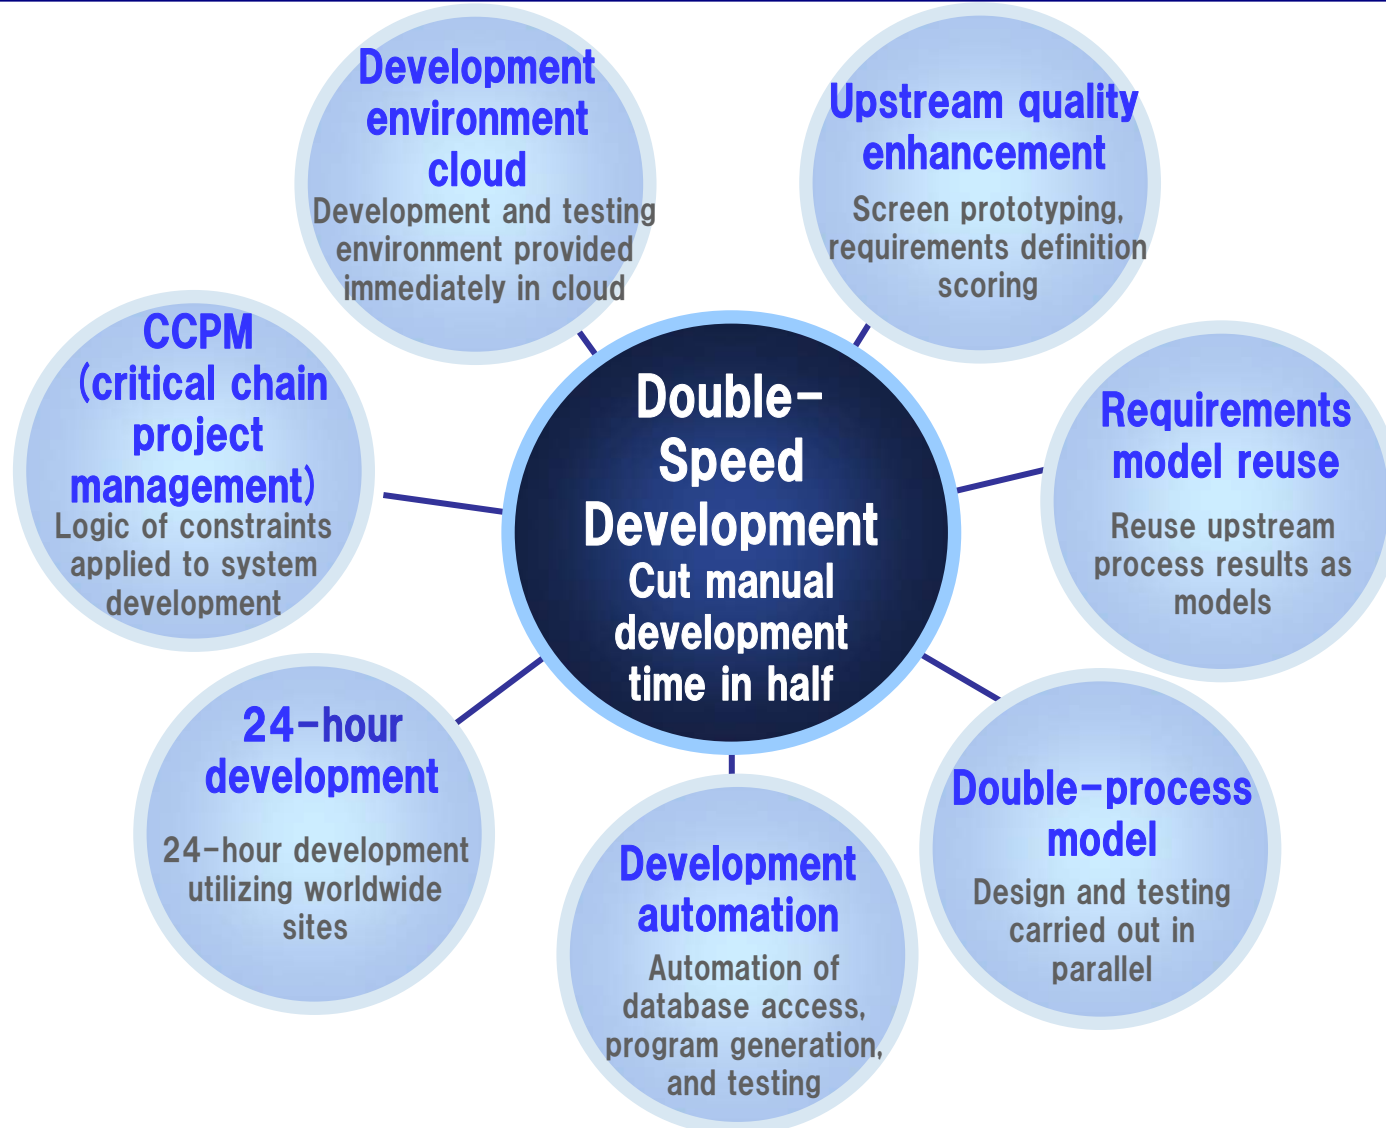 Development
environment
cloud
Development and testing
environment provided
immediately in cloud
Upstream quality
enhancement
Screen prototyping,
requirements definition
scoring
CCPM
(critical chain
project
management)
Logic of constraints
applied to system
development
Double-
Speed
Development
Cut manual
development
time in half
Requirements
model reuse
Reuse upstream
process results as
models
24-hour
development
24-hour development
utilizing worldwide
sites
Development
automation
Automation of
database access,
program generation,
and testing
Double-process
model
Design and testing
carried out in
parallel